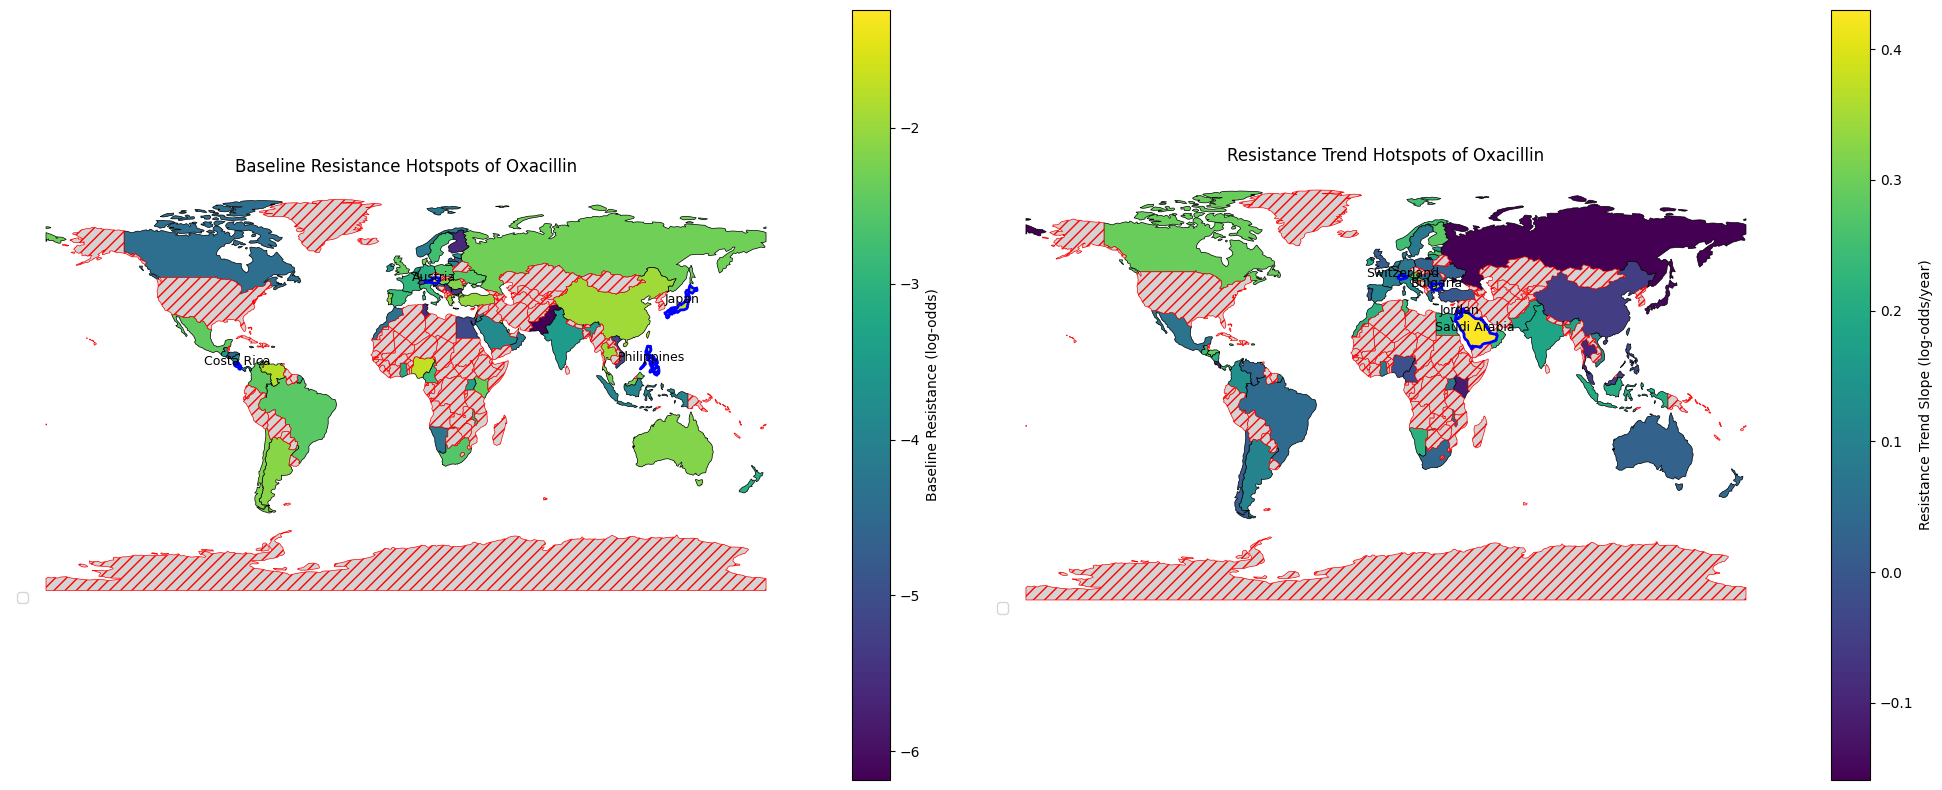 Baseline Resistance Hotspots of Oxacillin
Austria
Japan
Costa Rica
Philippines
−2
−3
−4
−5
−6
Baseline Resistance (log-odds)
Resistance Trend Hotspots of Oxacillin
Switzerland
Bulgaria
Jordan
Saudi Arabia
0.4
0.3
0.2
0.1
0.0
−0.1
Resistance Trend Slope (log-odds/year)